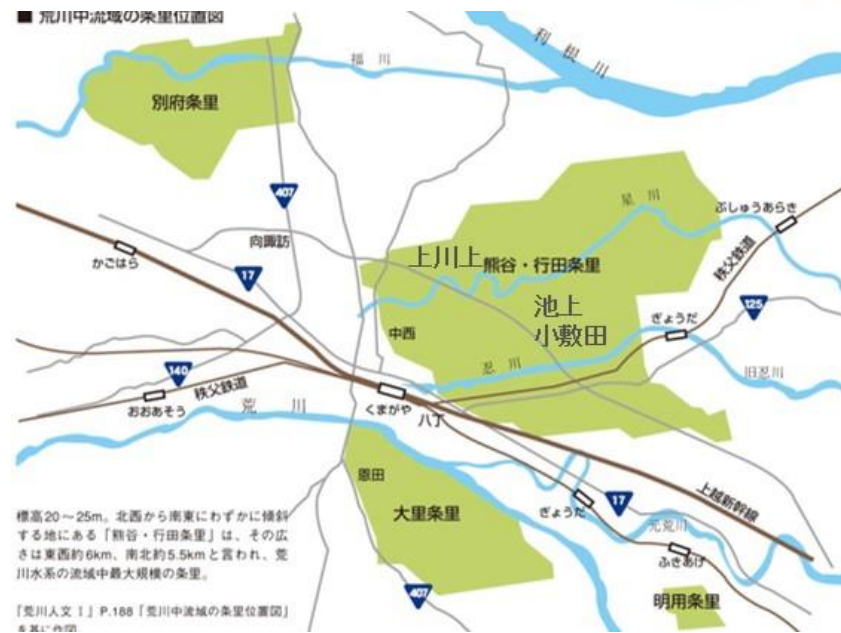 ■ 荒川中流域の条里位置図
利根川
福川
別府条里
407
星川
ぶしゅうあらき
向諏訪
上川上
熊谷・行田条里
かごはら
17
秩父鉄道
池上
小敷田
125
ぎょうだ
中西
忍川
140
秩父鉄道
旧忍川
おおあそう
荒川
くまがや
八丁
恩田
上越新幹線
大里条里
17
ぎょうだ
元荒川
ふきあげ
407
明用条里
標高20~25m。北西から南東にわずかに傾斜
する地にある「熊谷・行田条里」は、その広
さは東西約6km、南北約5.5kmと言われ、荒
川水系の流域中最大規模の条里。
『荒川人文Ⅰ』P.188「荒川中流域の条里位置図」
を基に作図